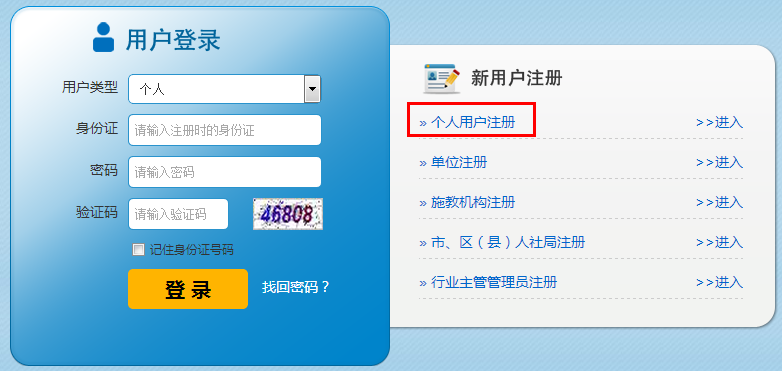 用户登录
用户类型 个人
身份证 请输入注册时的身份证
密码 请输入密码
验证码 请输入验证码 46808
记住身份证号码
登录 找回密码？
新用户注册
» 个人用户注册 >>进入
» 单位注册 >>进入
» 施教机构注册 >>进入
» 市、区（县）人社局注册 >>进入
» 行业主管管理员注册 >>进入